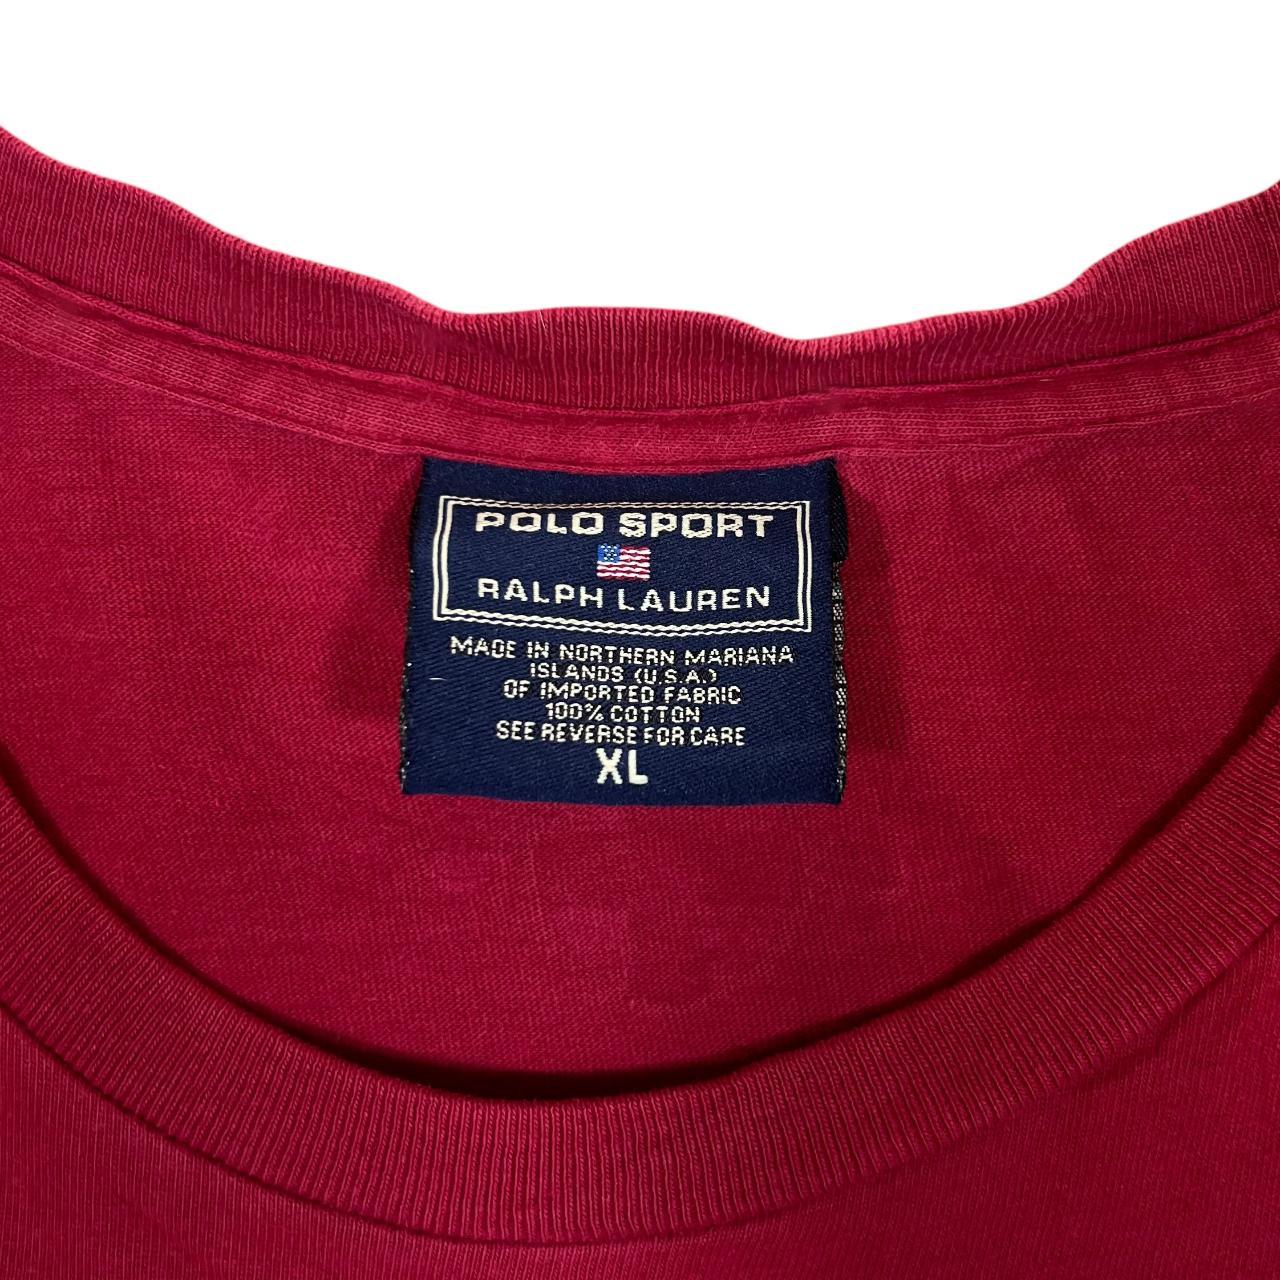 POLO SPORT
RALPH LAUREN
MADE IN NORTHERN MARIANA
ISLANDS (U.S.A.)
OF IMPORTED FABRIC
100% COTTON
SEE REVERSE FOR CARE
XL